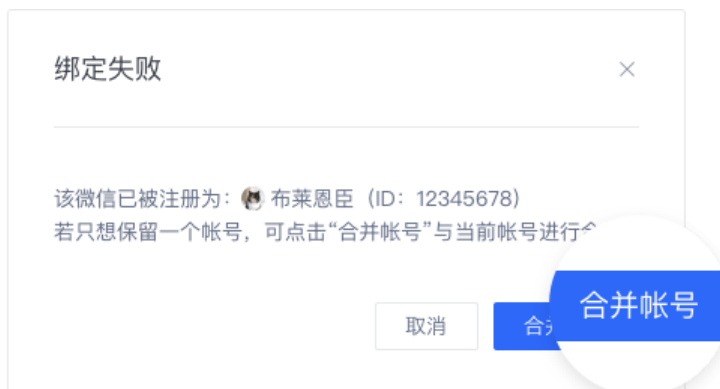 绑定失败
该微信已被注册为：布莱恩臣（ID：12345678）
若只想保留一个帐号，可点击“合并帐号”与当前帐号进行
取消
合并帐号